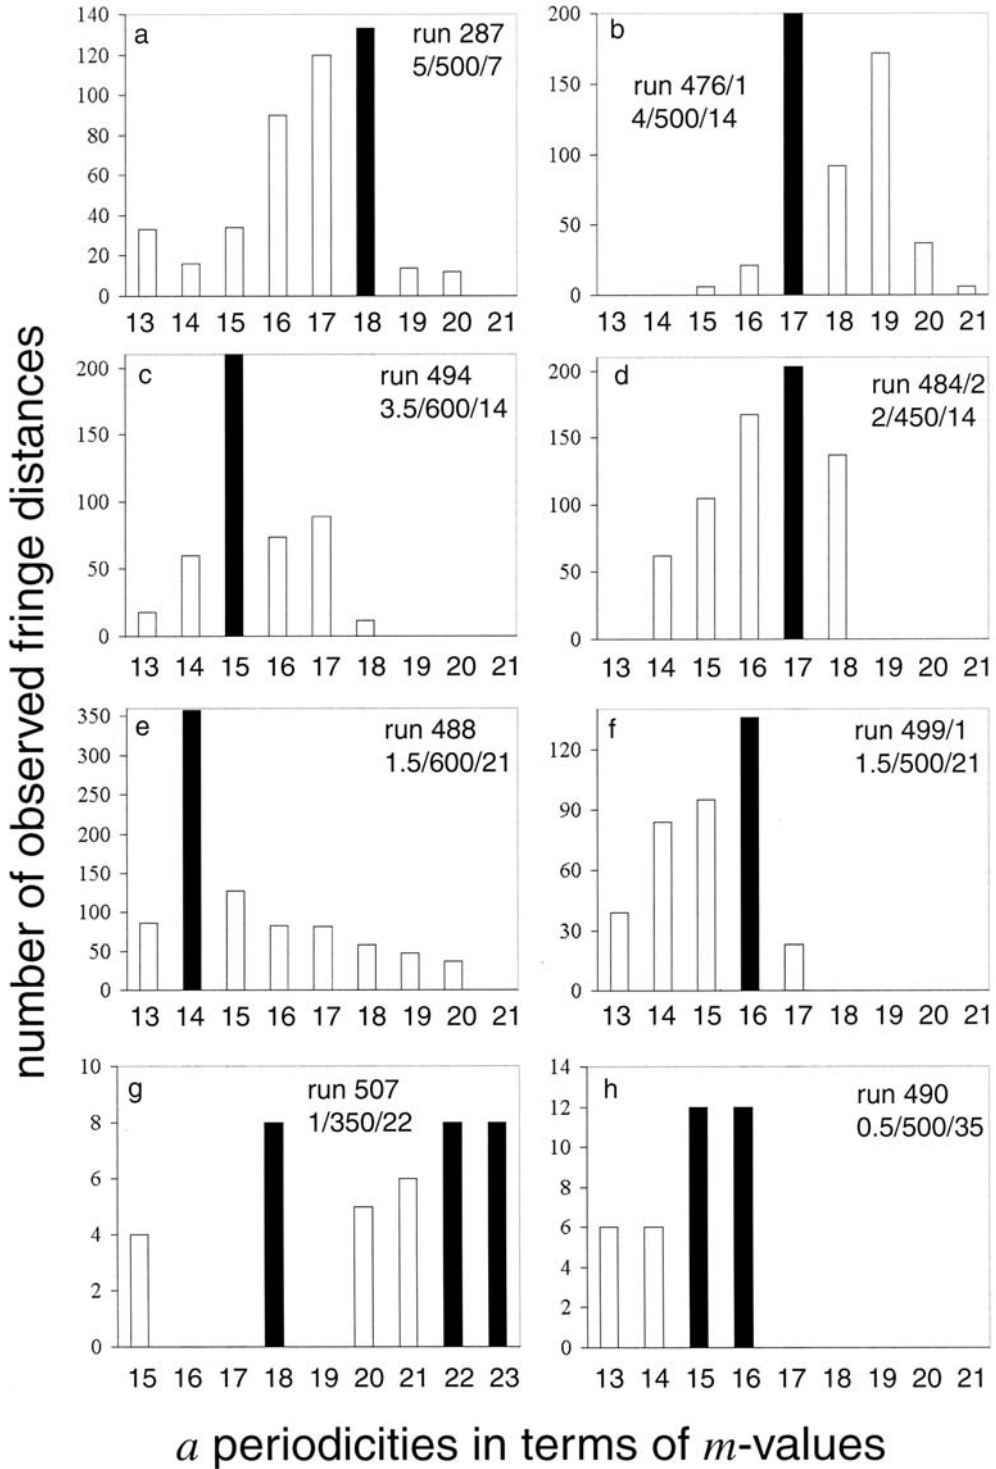 number of observed fringe distances
a
run 287
5/500/7
140
120
100
80
60
40
20
0
13 14 15 16 17 18 19 20 21
b
run 476/1
4/500/14
200
150
100
50
0
13 14 15 16 17 18 19 20 21
c
run 494
3.5/600/14
200
150
100
50
0
13 14 15 16 17 18 19 20 21
d
run 484/2
2/450/14
200
150
100
50
0
13 14 15 16 17 18 19 20 21
e
run 488
1.5/600/21
350
300
250
200
150
100
50
0
13 14 15 16 17 18 19 20 21
f
run 499/1
1.5/500/21
120
90
60
30
0
13 14 15 16 17 18 19 20 21
g
run 507
1/350/22
10
8
6
4
2
0
15 16 17 18 19 20 21 22 23
h
run 490
0.5/500/35
14
12
10
8
6
4
2
0
13 14 15 16 17 18 19 20 21
a periodicities in terms of m-values